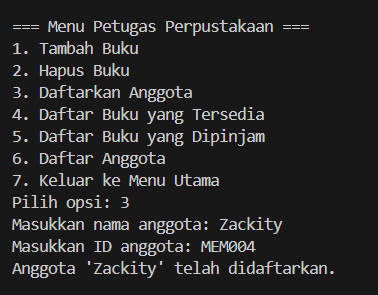 === Menu Petugas Perpustakaan ===
1. Tambah Buku
2. Hapus Buku
3. Daftarkan Anggota
4. Daftar Buku yang Tersedia
5. Daftar Buku yang Dipinjam
6. Daftar Anggota
7. Keluar ke Menu Utama
Pilih opsi: 3
Masukkan nama anggota: Zackity
Masukkan ID anggota: MEM004
Anggota 'Zackity' telah didaftarkan.